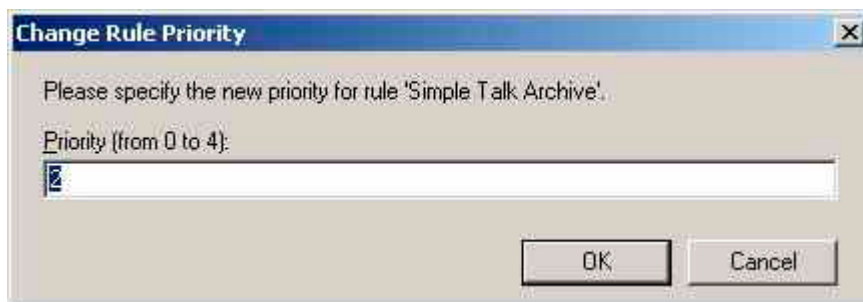 Change Rule Priority
Please specify the new priority for rule 'Simple Talk Archive'.
Priority (from 0 to 4):
2
OK Cancel